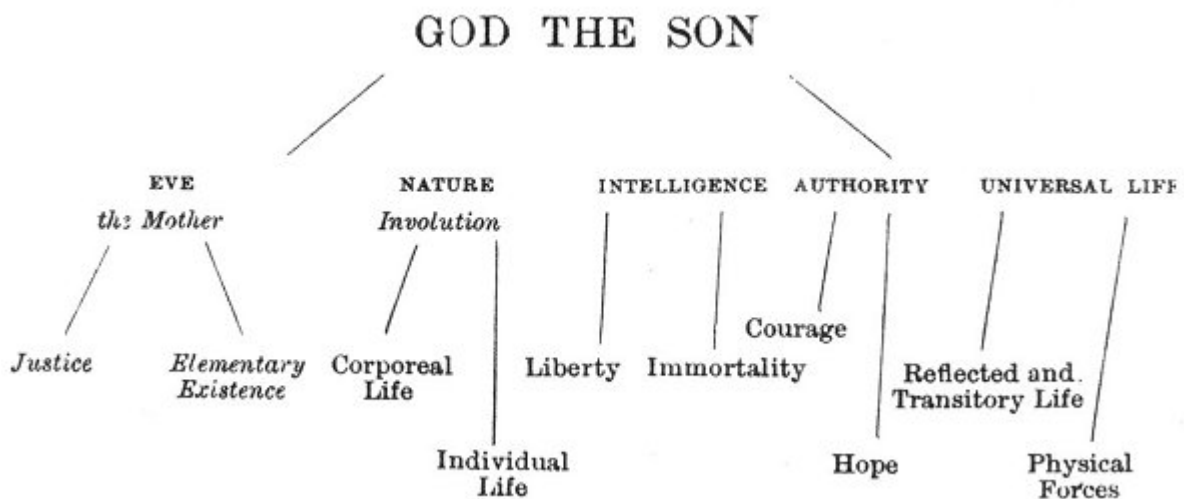 GOD THE SON
EVE NATURE INTELLIGENCE AUTHORITY UNIVERSAL LIFE
the Mother Involution
Courage
Justice Elementary Corporeal Liberty Immortality Reflected and
Existence Life Transitory Life
Individual Hope Physical
Life Forces